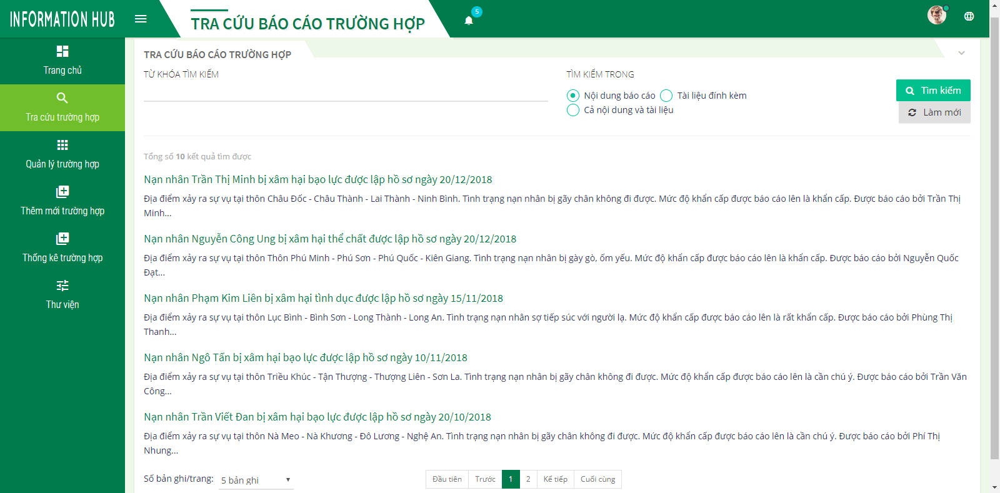 INFORMATION HUB
TRA CỨU BÁO CÁO TRƯỜNG HỢP
5
Trang chủ
Tra cứu trường hợp
Quản lý trường hợp
Thêm mới trường hợp
Thống kê trường hợp
Thư viện
TRA CỨU BÁO CÁO TRƯỜNG HỢP
TỪ KHÓA TÌM KIẾM
TÌM KIẾM TRONG
Nội dung báo cáo
Tài liệu đính kèm
Cả nội dung và tài liệu
Tìm kiếm
Làm mới
Tổng số 10 kết quả tìm được
Nạn nhân Trần Thị Minh bị xâm hại bạo lực được lập hồ sơ ngày 20/12/2018
Địa điểm xảy ra sự vụ tại thôn Châu Đốc - Châu Thành - Lai Thành - Ninh Bình. Tình trạng nạn nhân bị gãy chân không đi được. Mức độ khẩn cấp được báo cáo lên là khẩn cấp. Được báo cáo bởi Trần Thị
Minh...
Nạn nhân Nguyễn Công Ung bị xâm hại thể chất được lập hồ sơ ngày 20/12/2018
Địa điểm xảy ra sự vụ tại thôn Thôn Phú Minh - Phú Sơn - Phú Quốc - Kiên Giang. Tình trạng nạn nhân bị gày gò, ốm yếu. Mức độ khẩn cấp được báo cáo lên là khẩn cấp. Được báo cáo bởi Nguyễn Quốc
Đạt...
Nạn nhân Phạm Kim Liên bị xâm hại tình dục được lập hồ sơ ngày 15/11/2018
Địa điểm xảy ra sự vụ tại thôn Lục Bình - Bình Sơn - Long Thành - Long An. Tình trạng nạn nhân sợ tiếp súc với người lạ. Mức độ khẩn cấp được báo cáo lên là rất khẩn cấp. Được báo cáo bởi Phùng Thị
Thanh...
Nạn nhân Ngô Tấn bị xâm hại bạo lực được lập hồ sơ ngày 10/11/2018
Địa điểm xảy ra sự vụ tại thôn Triều Khúc - Tận Thượng - Thượng Liên - Sơn La. Tình trạng nạn nhân bị gãy chân không đi được. Mức độ khẩn cấp được báo cáo lên là cần chú ý. Được báo cáo bởi Trần Văn
Công...
Nạn nhân Trần Viết Đan bị xâm hại bạo lực được lập hồ sơ ngày 20/10/2018
Địa điểm xảy ra sự vụ tại thôn Nà Meo - Nà Khương - Đô Lương - Nghệ An. Tình trạng nạn nhân bị gãy chân không đi được. Mức độ khẩn cấp được báo cáo lên là cần chú ý. Được báo cáo bởi Phí Thị
Nhung...
Số bản ghi/trang: 5 bản ghi
Đầu tiên Trước 1 2 Kế tiếp Cuối cùng